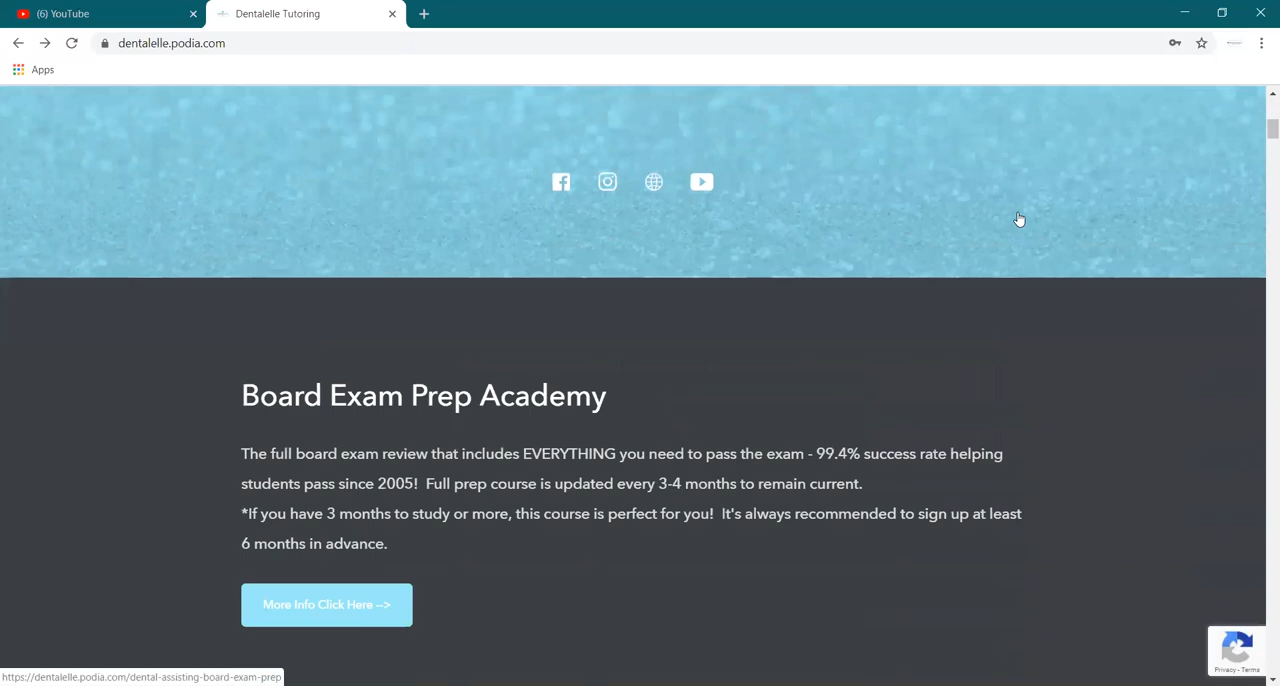 (6) YouTube
Dentalelle Tutoring
dentalelle.podia.com
Apps
Board Exam Prep Academy
The full board exam review that includes EVERYTHING you need to pass the exam - 99.4% success rate helping
students pass since 2005!  Full prep course is updated every 3-4 months to remain current.
*If you have 3 months to study or more, this course is perfect for you!  It's always recommended to sign up at least
6 months in advance.
More Info Click Here -->
Privacy - Terms
https://dentalelle.podia.com/dental-assisting-board-exam-prep